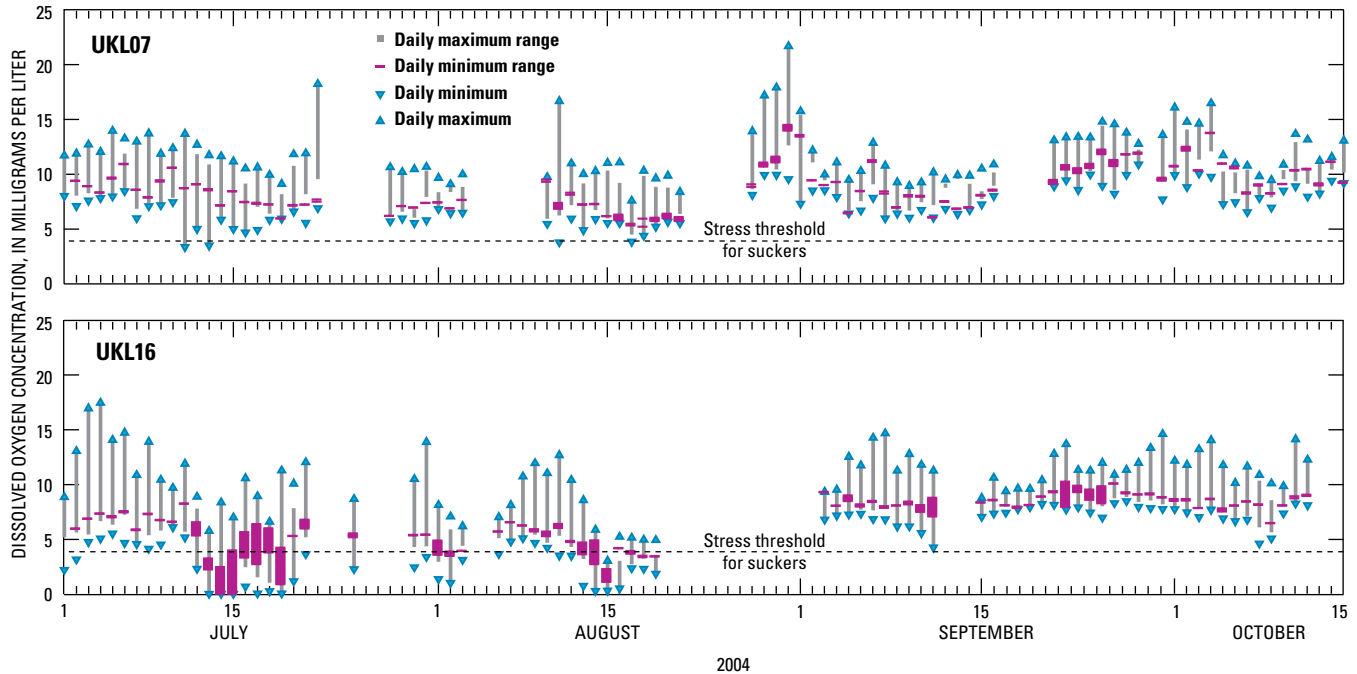 DISSOLVED OXYGEN CONCENTRATION, IN MILLIGRAMS PER LITER
25
20
15
10
5
0
UKL07
Daily maximum range
Daily minimum range
Daily minimum
Daily maximum
Stress threshold
for suckers
25
20
15
10
5
0
UKL16
Stress threshold
for suckers
1 15 1 15 1 15 1 15
JULY AUGUST SEPTEMBER OCTOBER
2004